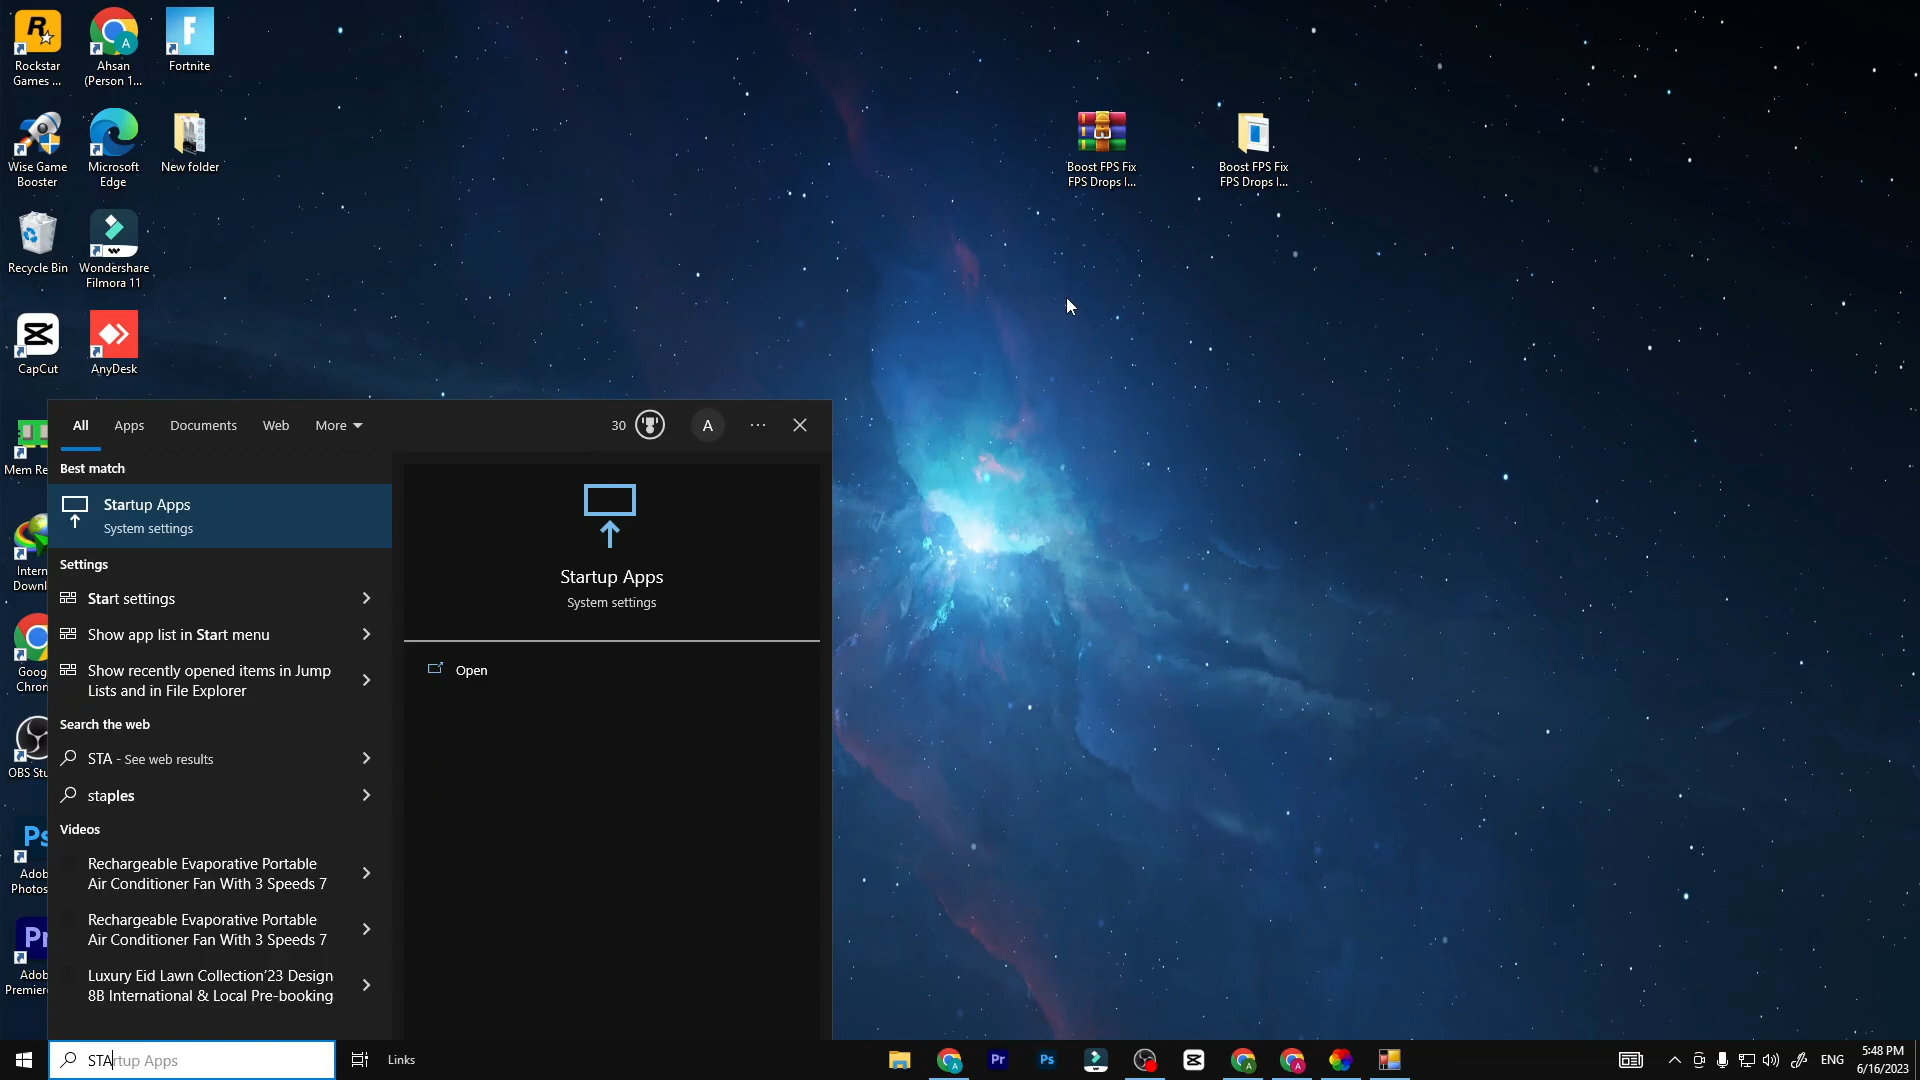 Rockstar
Games ...
Ahsan
(Person 1...
Fortnite
Wise Game
Booster
Microsoft
Edge
New folder
Boost FPS Fix
FPS Drops I...
Boost FPS Fix
FPS Drops I...
Recycle Bin
Wondershare
Filmora 11
CapCut
AnyDesk
Mem Re
Intern
Downl
Goog
Chron
OBS Stu
Ps
Adob
Photos
Pr
Adob
Premier
All
Apps
Documents
Web
More
30
A
Best match
Startup Apps
System settings
Settings
Start settings
Show app list in Start menu
Show recently opened items in Jump
Lists and in File Explorer
Search the web
STA - See web results
staples
Videos
Rechargeable Evaporative Portable
Air Conditioner Fan With 3 Speeds 7
Rechargeable Evaporative Portable
Air Conditioner Fan With 3 Speeds 7
Luxury Eid Lawn Collection'23 Design
8B International & Local Pre-booking
Startup Apps
System settings
Open
STArtup Apps
Links
Pr
Ps
ENG
5:48 PM
6/16/2023